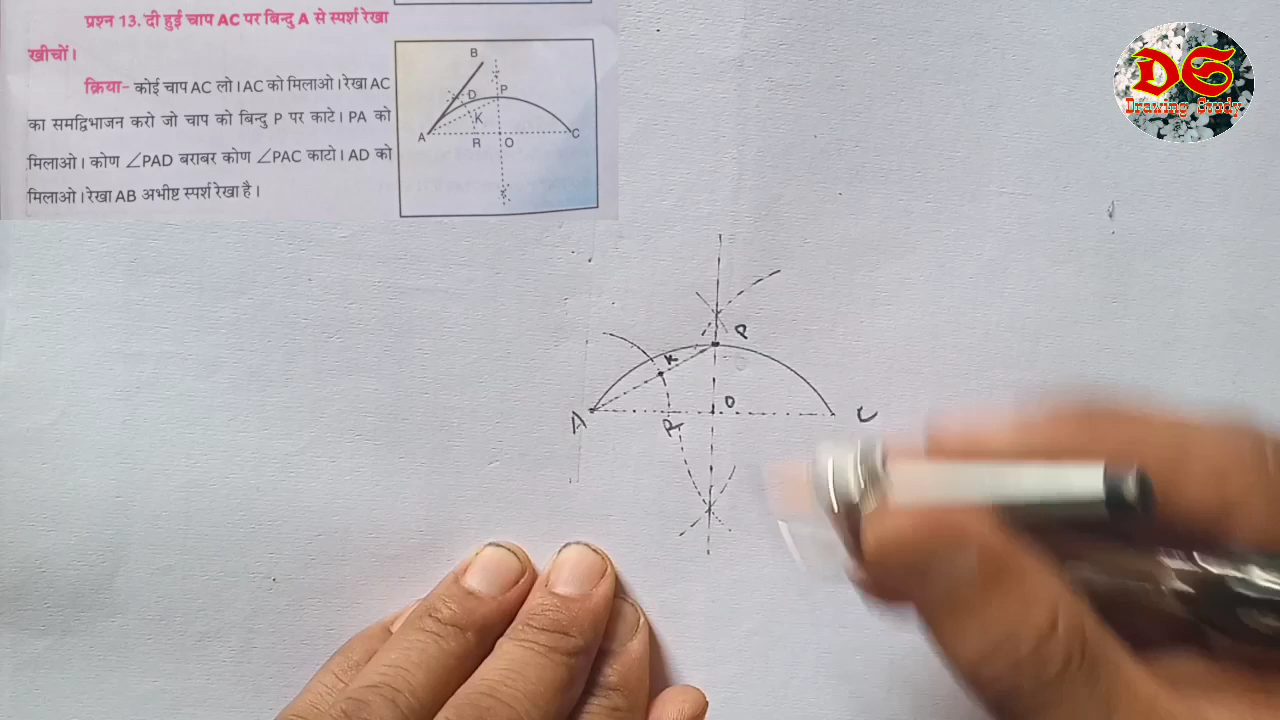 प्रश्न 13. दी हुई चाप AC पर बिन्दु A से स्पर्श रेखा
खीचों।
क्रिया- कोई चाप AC लो। AC को मिलाओ। रेखा AC
का समद्विभाजन करो जो चाप को बिन्दु P पर काटे। PA को
मिलाओ। कोण ∠PAD बराबर कोण ∠PAC काटो। AD को
मिलाओ। रेखा AB अभीष्ट स्पर्श रेखा है।
B
D
P
K
A
R
O
C
DS
Drawing Study
P
K
A
R
O
C